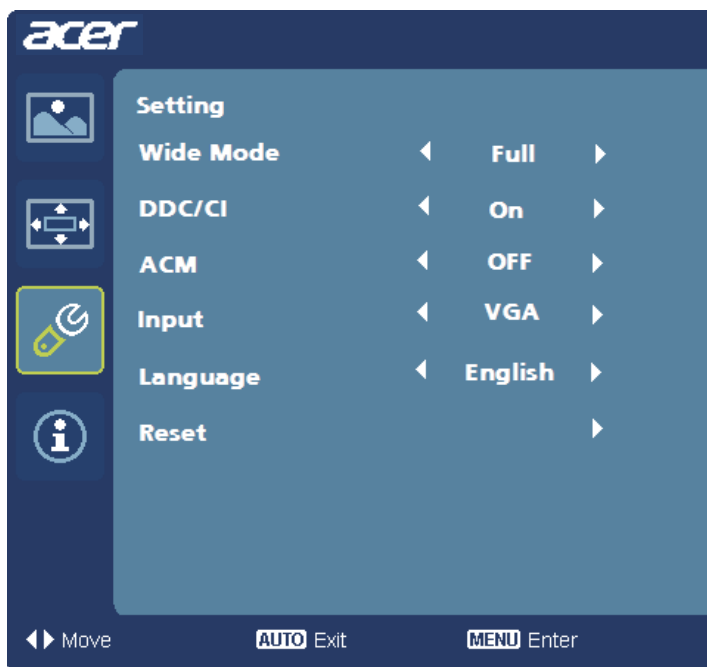 acer
Setting
Wide Mode Full
DDC/CI On
ACM OFF
Input VGA
Language English
Reset
Move AUTO Exit MENU Enter